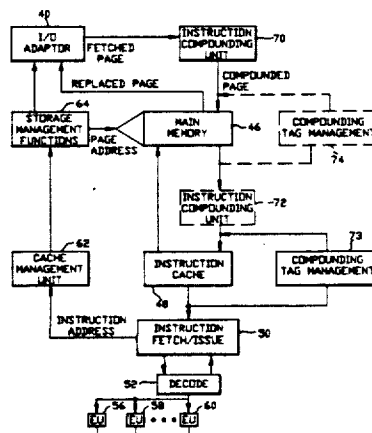 40
I/O
ADAPTOR
FETCHED
PAGE
INSTRUCTION
COMPOUNDING
UNIT
70
REPLACED PAGE
COMPOUNDED
PAGE
64
STORAGE
MANAGEMENT
FUNCTIONS
PAGE
ADDRESS
MAIN
MEMORY
46
COMPOUNDING
TAG MANAGEMENT
74
INSTRUCTION
COMPOUNDING
UNIT
72
62
CACHE
MANAGEMENT
UNIT
INSTRUCTION
CACHE
48
73
COMPOUNDING
TAG MANAGEMENT
INSTRUCTION
ADDRESS
INSTRUCTION
FETCH/ISSUE
50
52
DECODE
EU
56
EU
58
EU
60